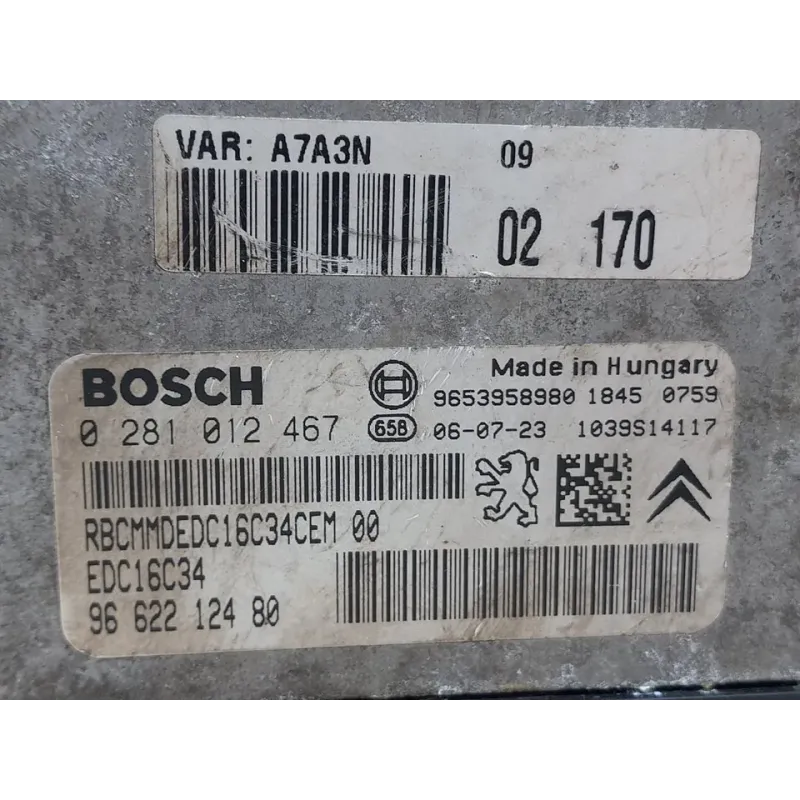 VAR: A7A3N 09
02 170
BOSCH Made in Hungary
9653958980 1845 0759
0 281 012 467 658 06-07-23 1039S14117
RBCMMDEDC16C34CEM 00
EDC16C34
96 622 124 80